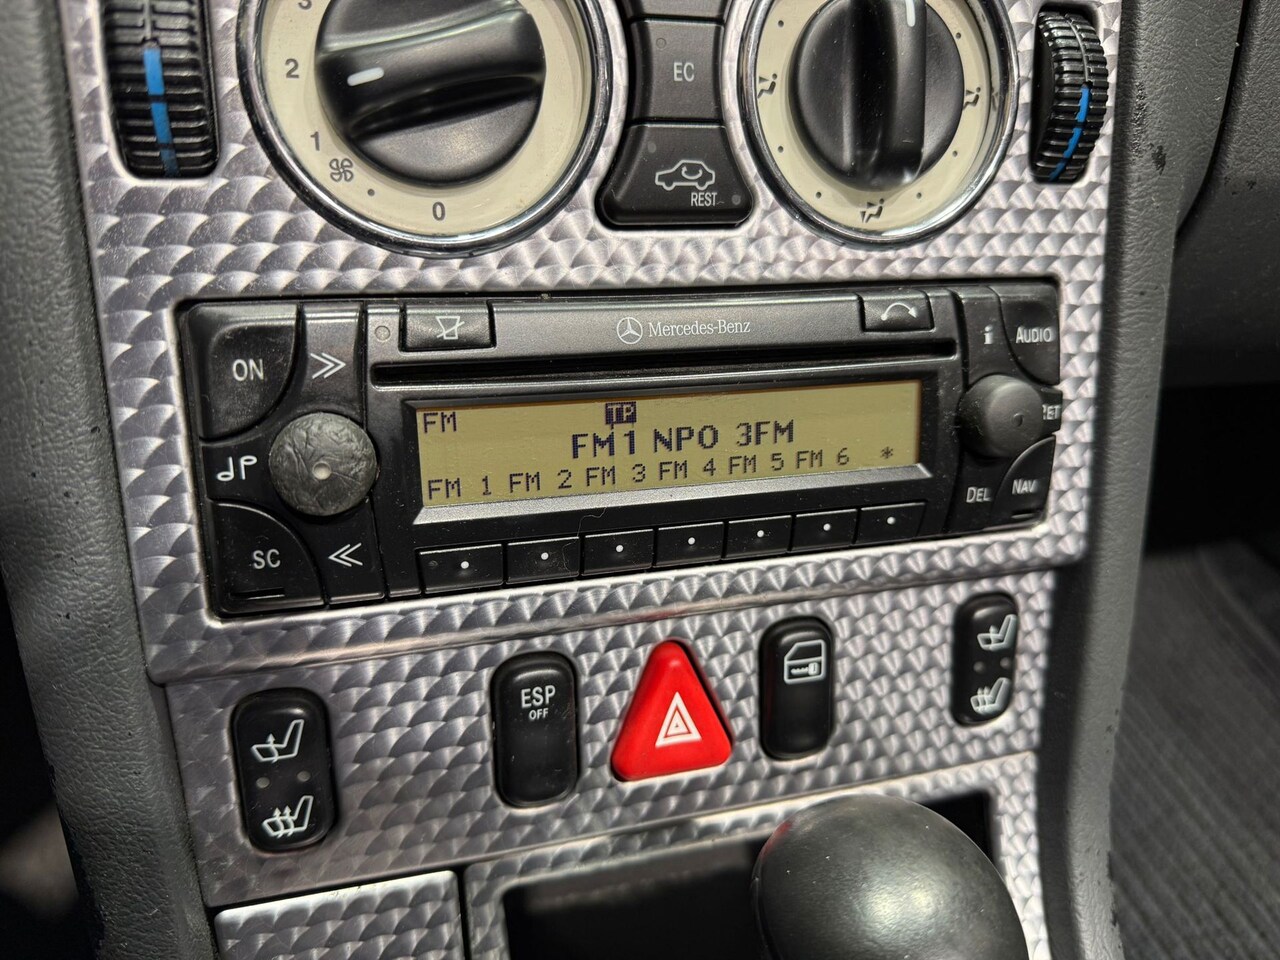 3
2
1
0
EC
REST
ON
Mercedes-Benz
i
AUDIO
FM
TP
FM1 NPO 3FM
FM 1 FM 2 FM 3 FM 4 FM 5 FM 6 *
RET
DEL
NAV
SC
ESP
OFF